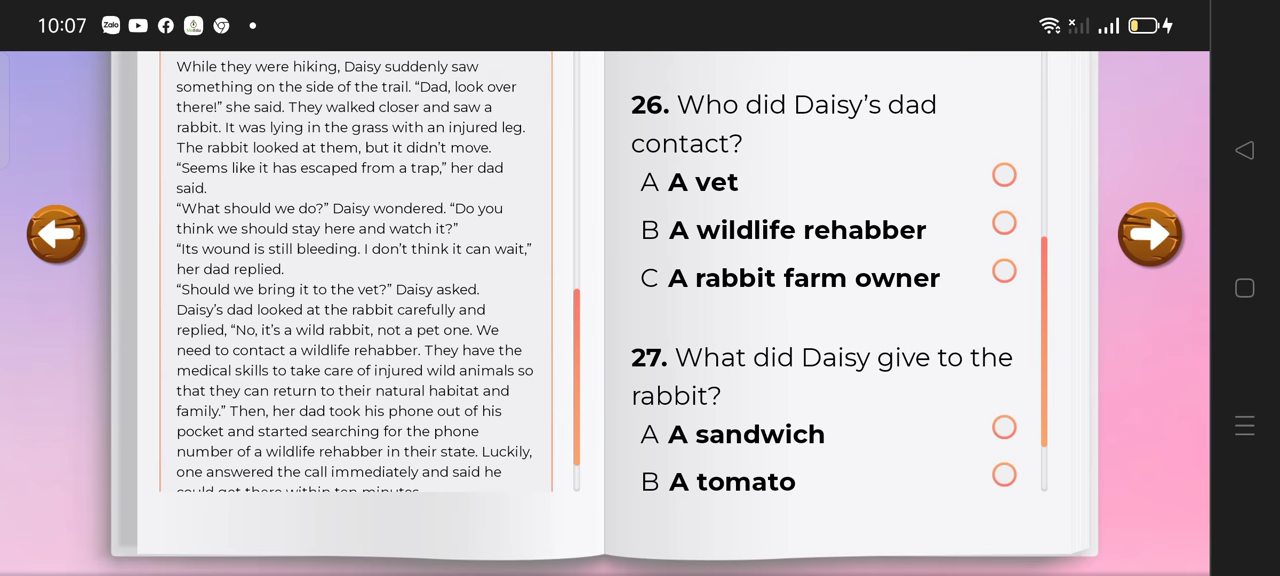 10:07
Zalo
While they were hiking, Daisy suddenly saw
something on the side of the trail. “Dad, look over
there!” she said. They walked closer and saw a
rabbit. It was lying in the grass with an injured leg.
The rabbit looked at them, but it didn’t move.
“Seems like it has escaped from a trap,” her dad
said.
“What should we do?” Daisy wondered. “Do you
think we should stay here and watch it?”
“Its wound is still bleeding. I don’t think it can wait,”
her dad replied.
“Should we bring it to the vet?” Daisy asked.
Daisy’s dad looked at the rabbit carefully and
replied, “No, it’s a wild rabbit, not a pet one. We
need to contact a wildlife rehabber. They have the
medical skills to take care of injured wild animals so
that they can return to their natural habitat and
family.” Then, her dad took his phone out of his
pocket and started searching for the phone
number of a wildlife rehabber in their state. Luckily,
one answered the call immediately and said he
could get there within ten minutes.
26. Who did Daisy’s dad
contact?
A A vet
B A wildlife rehabber
C A rabbit farm owner
27. What did Daisy give to the
rabbit?
A A sandwich
B A tomato